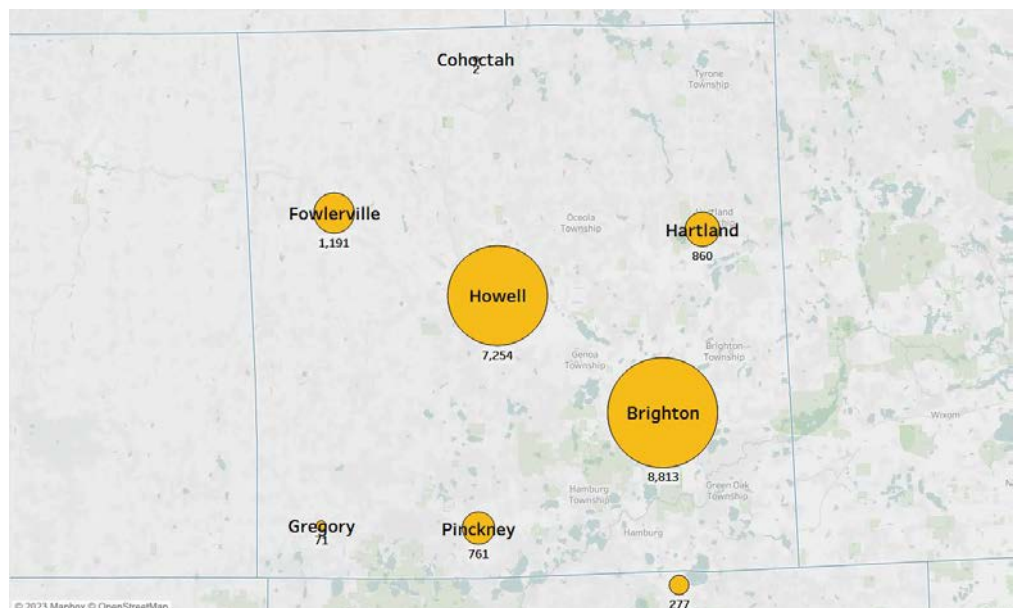 Cohoctah
2
Tyrone
Township
Fowlerville
1,191
Oceola
Township
Hartland
Hartland
860
Howell
7,254
Genoa
Township
Brighton
Township
Brighton
8,813
Wixom
Hamburg
Township
Green Oak
Township
Hamburg
Gregory
71
Pinckney
761
277
© 2023 Mapbox © OpenStreetMap